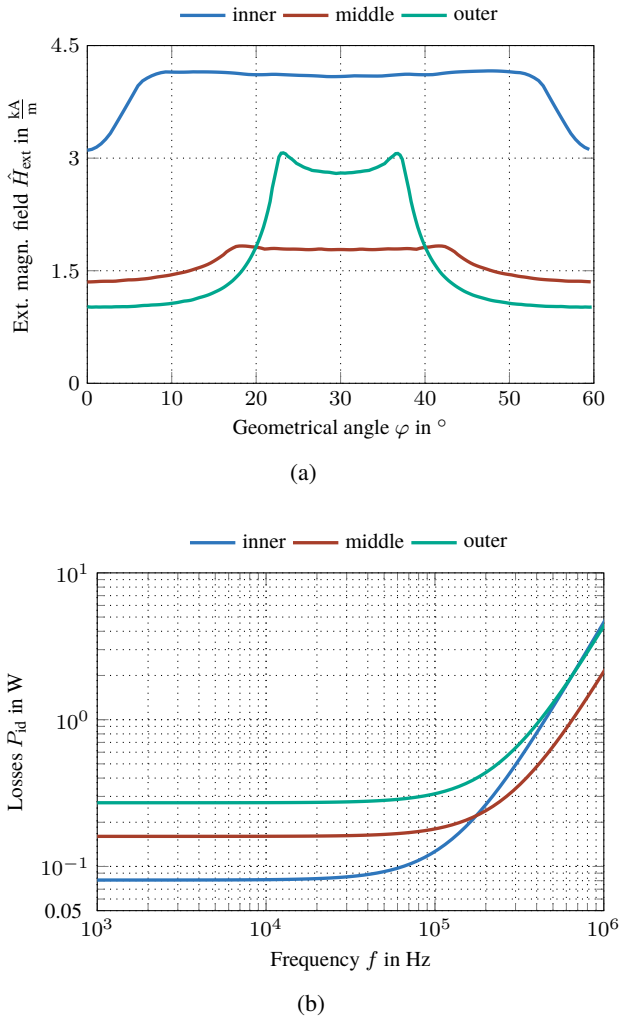 inner middle outer
4.5
3
1.5
0
Ext. magn. field Ĥ_ext in kA/m
0 10 20 30 40 50 60
Geometrical angle φ in °
(a)
inner middle outer
10^1
10^0
10^−1
0.05
Losses P_id in W
10^3 10^4 10^5 10^6
Frequency f in Hz
(b)